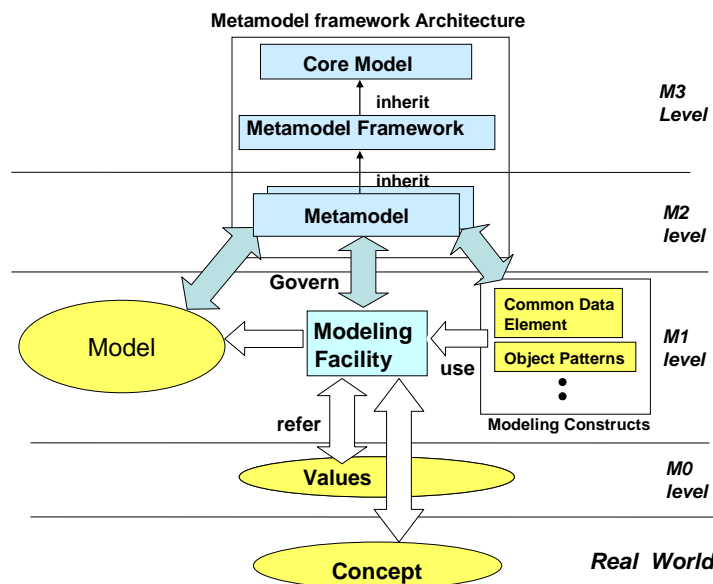 Metamodel framework Architecture
Core Model
inherit
M3
Level
Metamodel Framework
inherit
Metamodel
M2
level
Govern
Common Data
Element
Model
Modeling
Facility
use
Object Patterns
M1
level
refer
Modeling Constructs
Values
M0
level
Concept
Real World